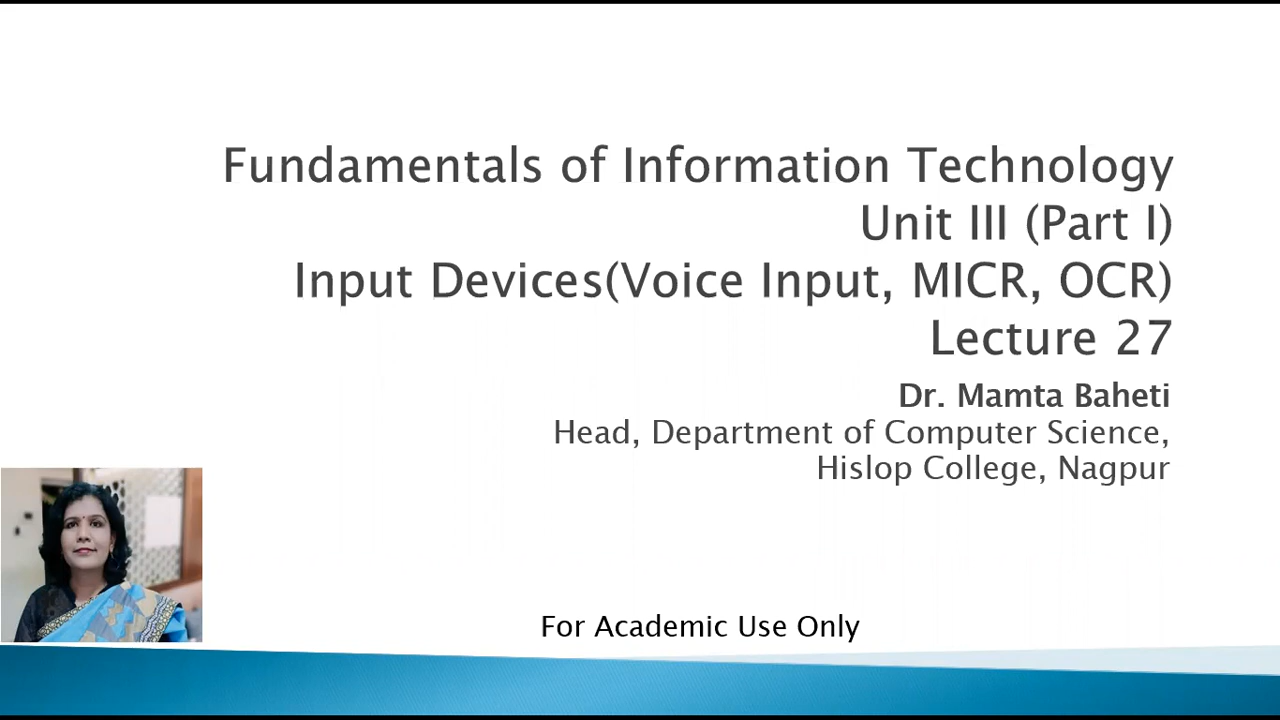 Fundamentals of Information Technology
Unit III (Part I)
Input Devices(Voice Input, MICR, OCR)
Lecture 27
Dr. Mamta Baheti
Head, Department of Computer Science,
Hislop College, Nagpur
For Academic Use Only